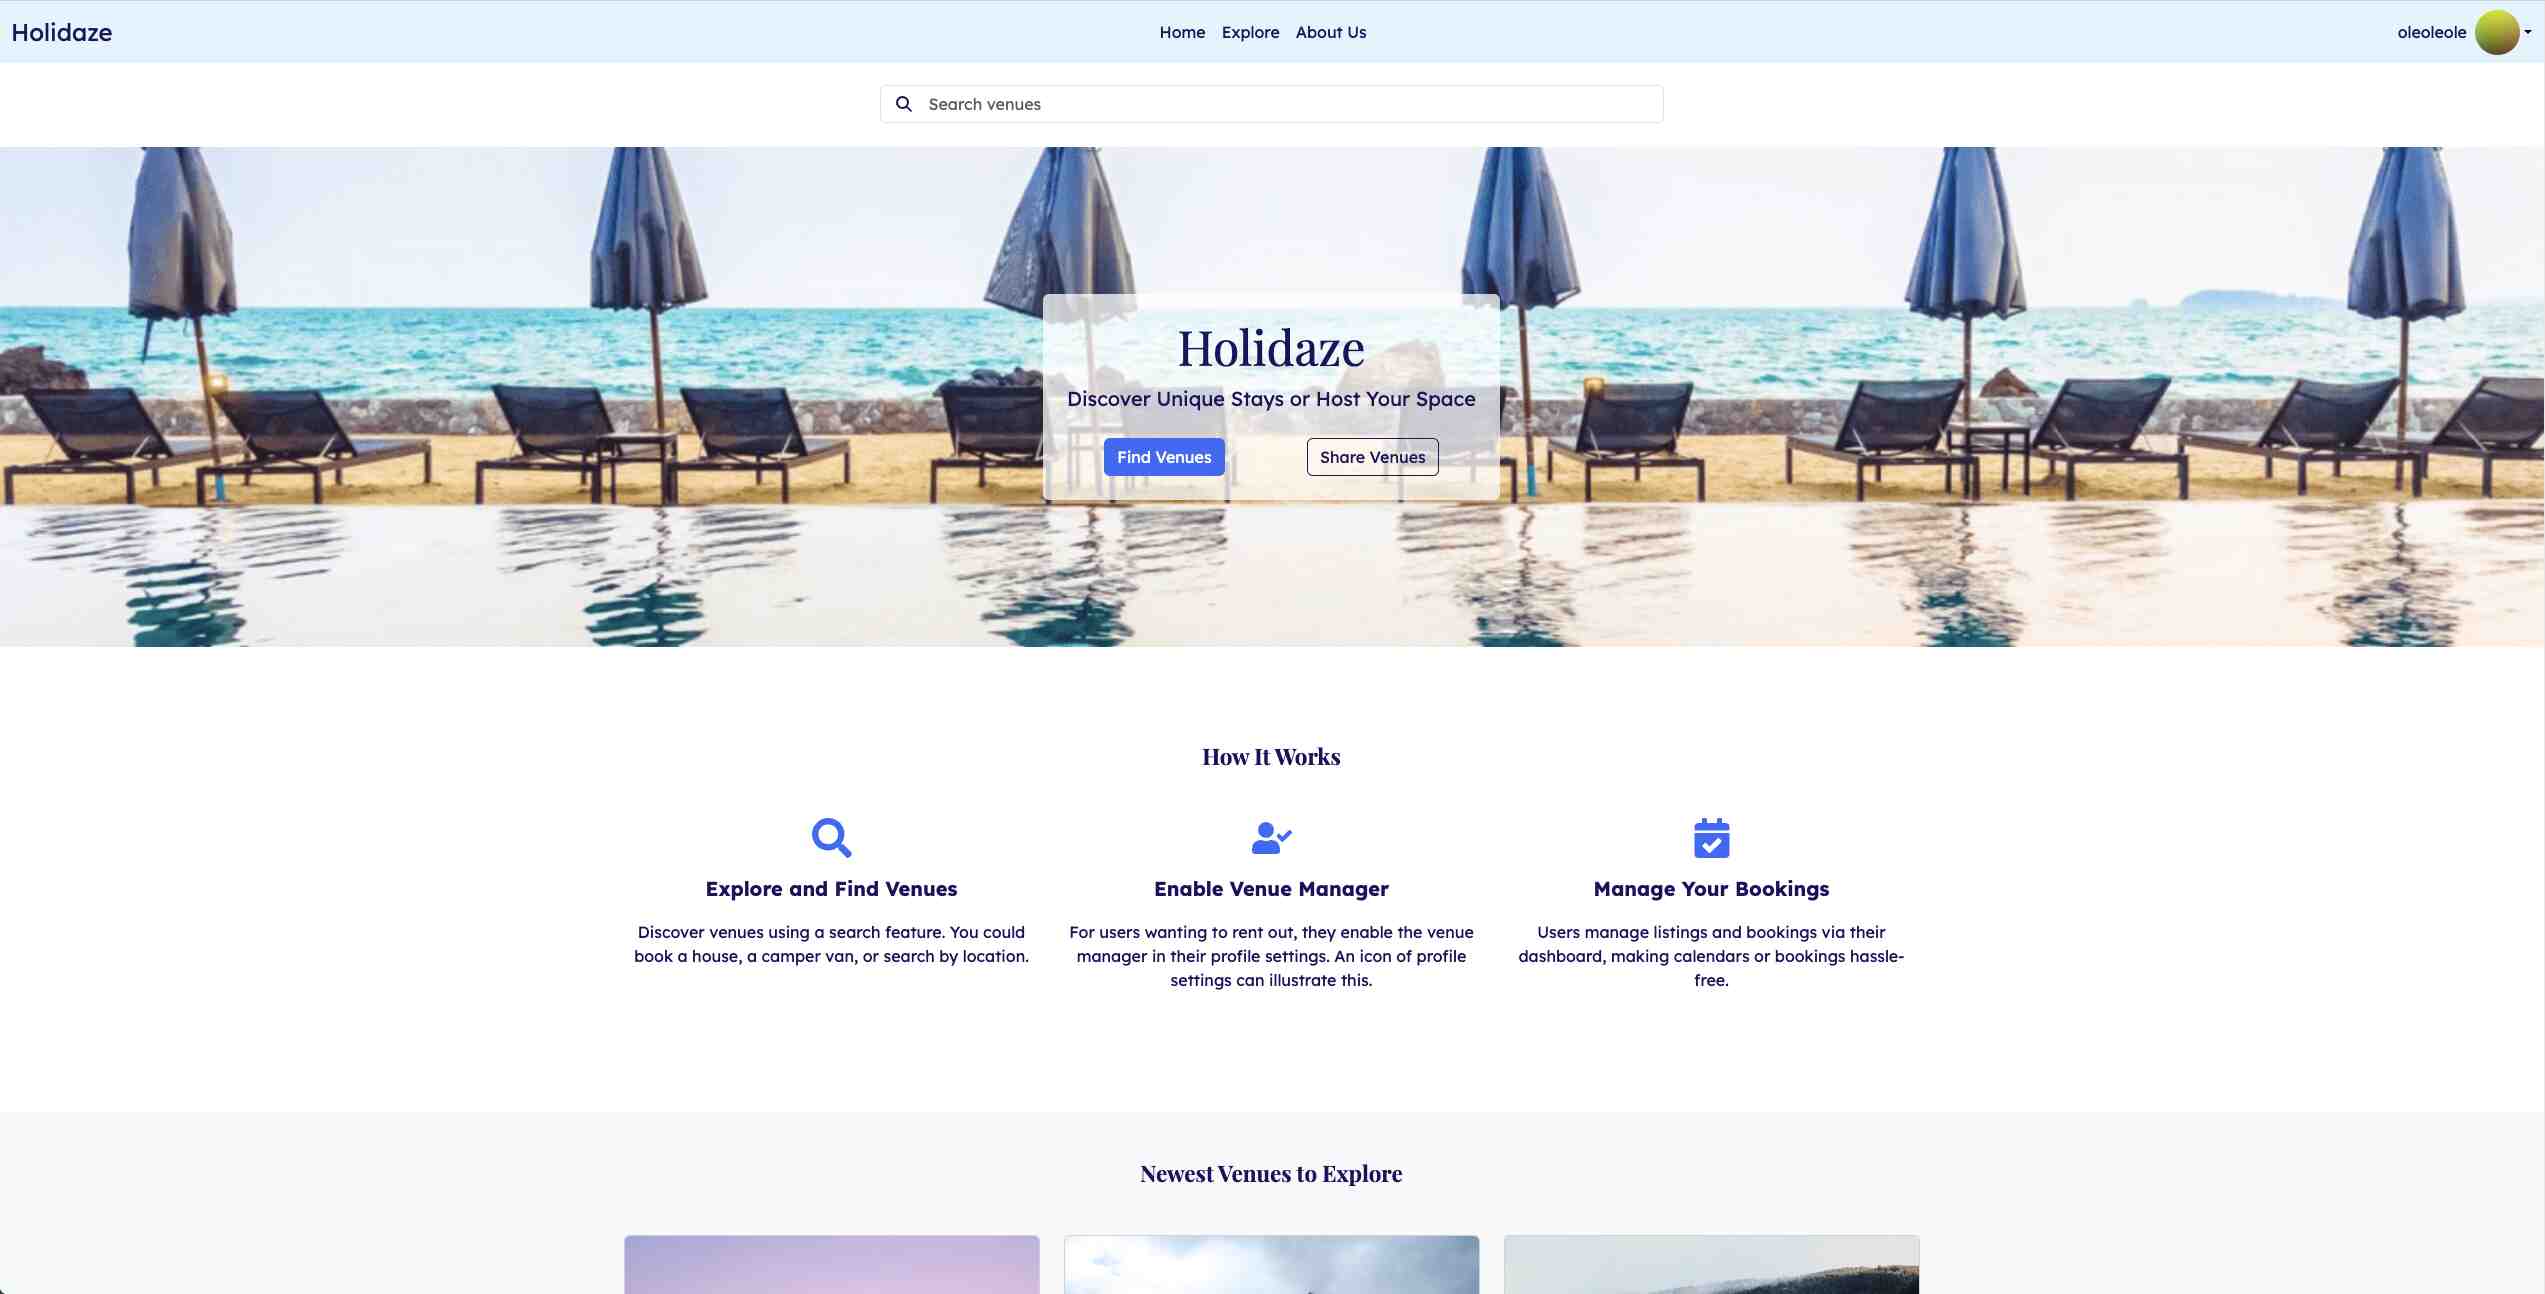 Holidaze
Home Explore About Us
oleoleole
Search venues
Holidaze
Discover Unique Stays or Host Your Space
Find Venues
Share Venues
How It Works
Explore and Find Venues
Discover venues using a search feature. You could
book a house, a camper van, or search by location.
Enable Venue Manager
For users wanting to rent out, they enable the venue
manager in their profile settings. An icon of profile
settings can illustrate this.
Manage Your Bookings
Users manage listings and bookings via their
dashboard, making calendars or bookings hassle-
free.
Newest Venues to Explore